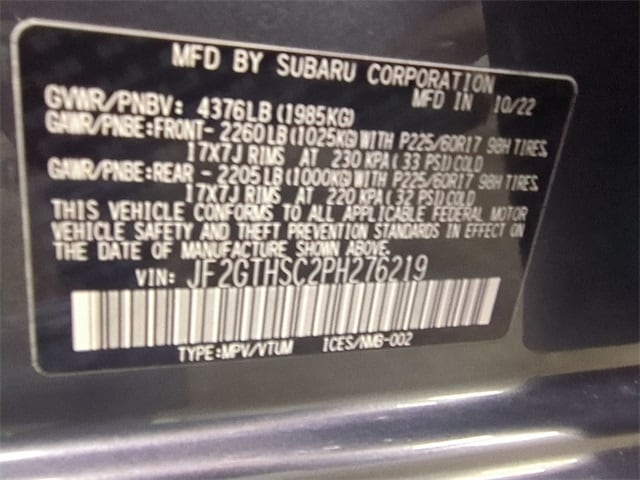 MFD BY SUBARU CORPORATION
GVWR/PNBV: 4376LB(1985KG) MFD IN 10/22
GAWR/PNBE:FRONT- 2260LB(1025KG)WITH P225/60R17 98H TIRES,
17X7J RIMS AT 230 KPA(33 PSI)COLD
GAWR/PNBE:REAR - 2205LB(1000KG)WITH P225/60R17 98H TIRES,
17X7J RIMS AT 220 KPA(32 PSI)COLD
THIS VEHICLE CONFORMS TO ALL APPLICABLE FEDERAL MOTOR
VEHICLE SAFETY AND THEFT PREVENTION STANDARDS IN EFFECT ON
THE DATE OF MANUFACTURE SHOWN ABOVE.
VIN: JF2GTHSC2PH276219
TYPE:MPV/VTUM ICES/NMB-002